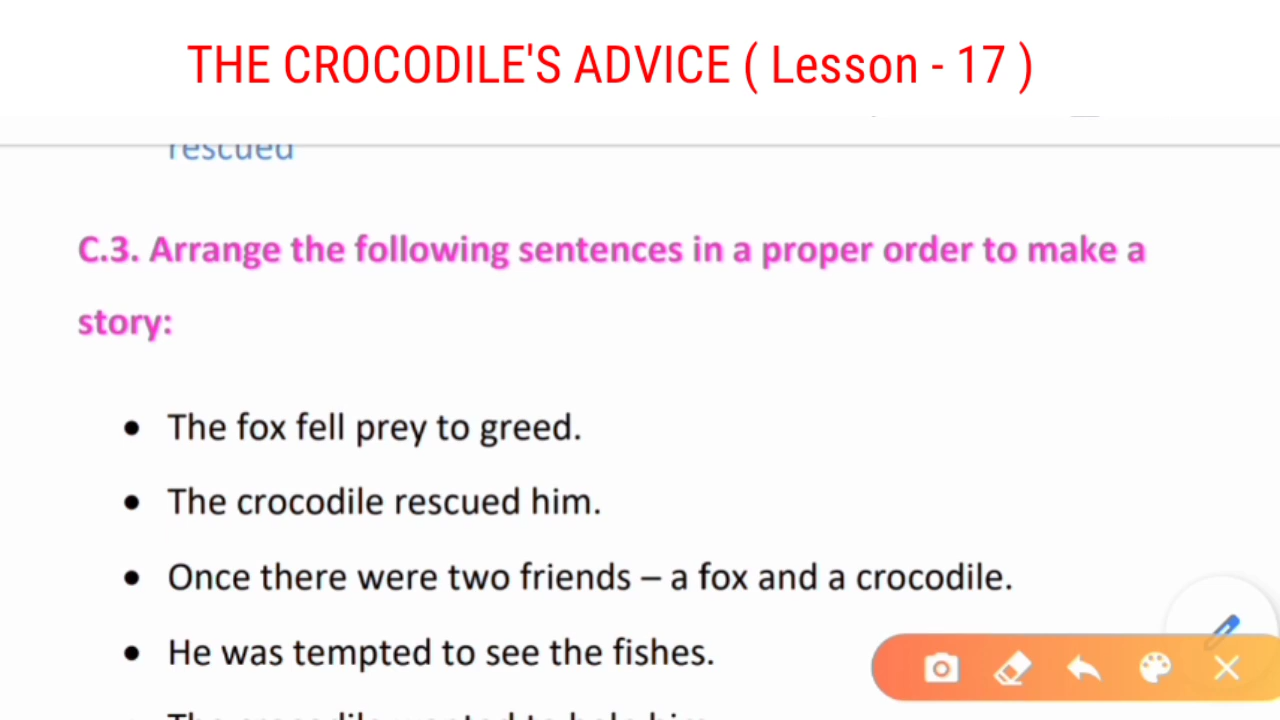 THE CROCODILE'S ADVICE ( Lesson - 17 )
rescued
C.3. Arrange the following sentences in a proper order to make a
story:
• The fox fell prey to greed.
• The crocodile rescued him.
• Once there were two friends – a fox and a crocodile.
• He was tempted to see the fishes.